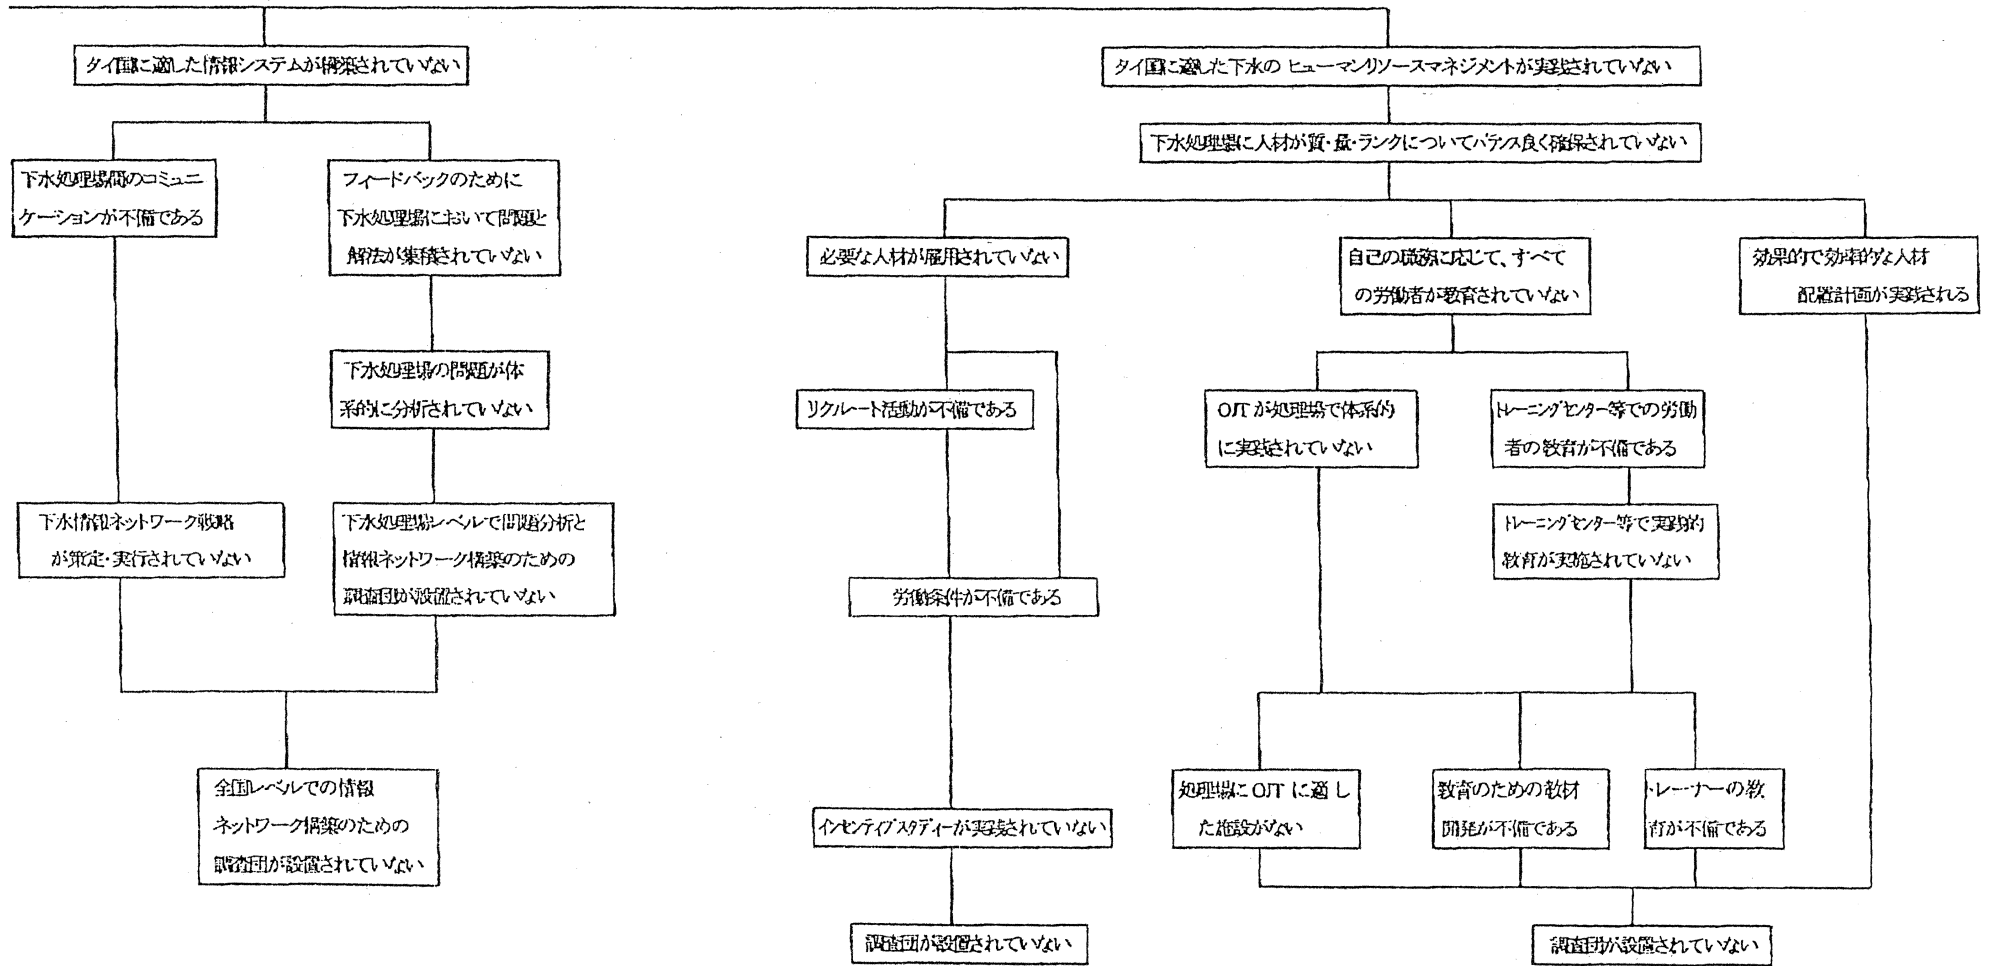 タイ国に適した情報システムが構築されていない
タイ国に適した下水の ヒューマンリソースマネジメントが実践されていない
下水処理場に人材が質・量・ランクについてバランス良く確保されていない
下水処理場間のコミュニ
ケーションが不備である
フィードバックのために
下水処理場において問題と
解法が集積されていない
必要な人材が雇用されていない
自己の職務に応じて、すべて
の労働者が教育されていない
効果的で効率的な人材
配置計画が実践される
下水処理場の問題が体
系的に分析されていない
リクルート活動が不備である
OJTが処理場で体系的
に実践されていない
トレーニングセンター等での労働
者の教育が不備である
下水情報ネットワーク戦略
が策定・実行されていない
下水処理場レベルで問題分析と
情報ネットワーク構築のための
調査団が設置されていない
トレーニングセンター等で実践的
教育が実施されていない
労働条件が不備である
全国レベルでの情報
ネットワーク構築のための
調査団が設置されていない
インセンティブスタディーが実践されていない
処理場にOJTに適し
た施設がない
教育のための教材
開発が不備である
トレーナーの教
育が不備である
調査団が設置されていない
調査団が設置されていない